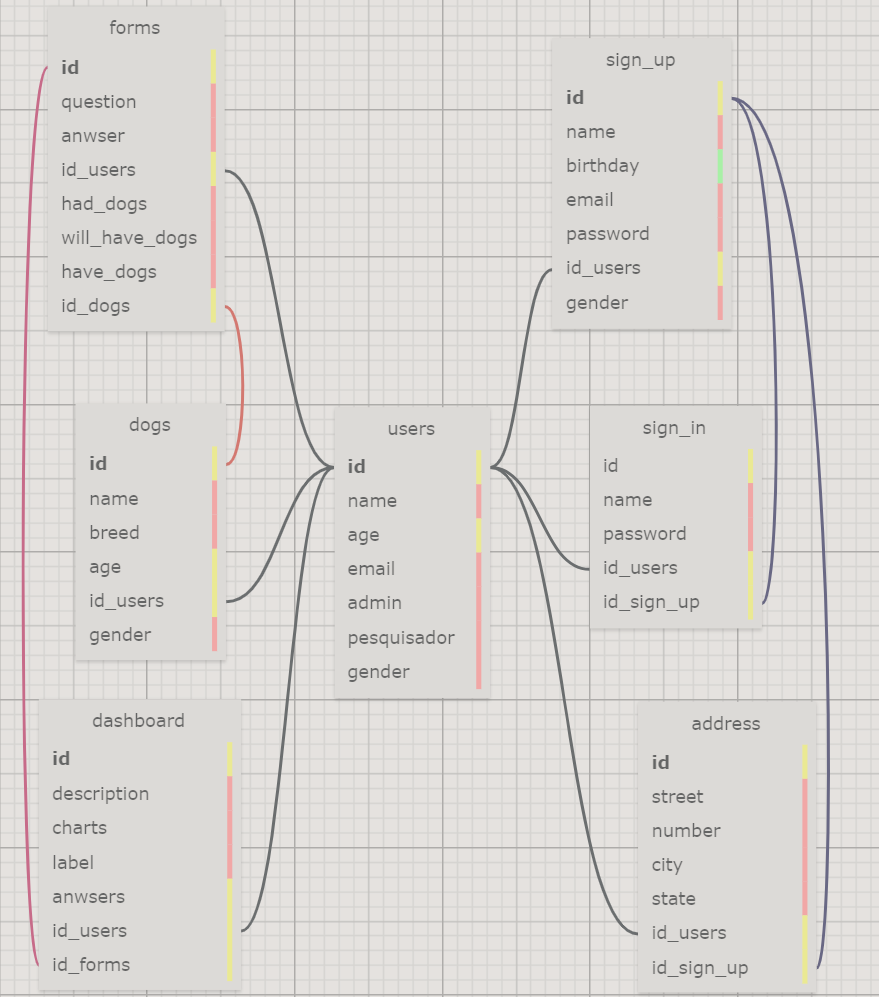 forms
id
question
anwser
id_users
had_dogs
will_have_dogs
have_dogs
id_dogs
sign_up
id
name
birthday
email
password
id_users
gender
dogs
id
name
breed
age
id_users
gender
users
id
name
age
email
admin
pesquisador
gender
sign_in
id
name
password
id_users
id_sign_up
dashboard
id
description
charts
label
anwsers
id_users
id_forms
address
id
street
number
city
state
id_users
id_sign_up